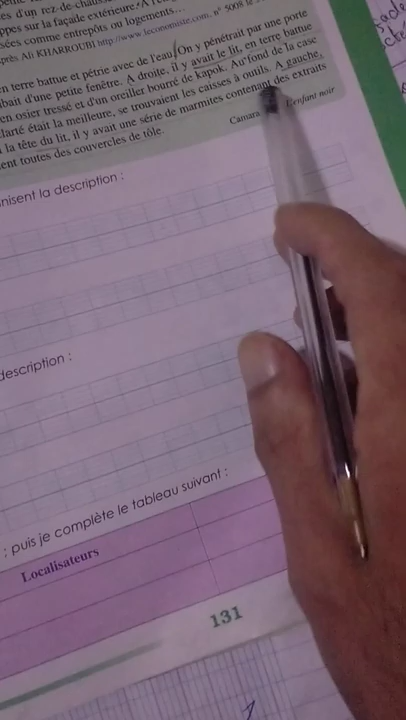 es d'un rez-de-chaus
ppes sur la façade extérieure. A l
sées comme entrepôts ou logements...
près Ali KHARROUBI http://www.leconomiste.com, n° 5008 le
en terre battue et pétrie avec de l'eau. On y pénétrait par une porte
bait d'une petite fenêtre. A droite, il y avait le lit, en terre battue
en osier tressé et d'un oreiller bourré de kapok. Au fond de la case
larté était la meilleure, se trouvaient les caisses à outils. A gauche,
la tête du lit, il y avait une série de marmites contenant des extraits
ent toutes des couvercles de tôle.
Camara L'enfant noir
nisent la description :
description :
; puis je complète le tableau suivant :
Localisateurs
131